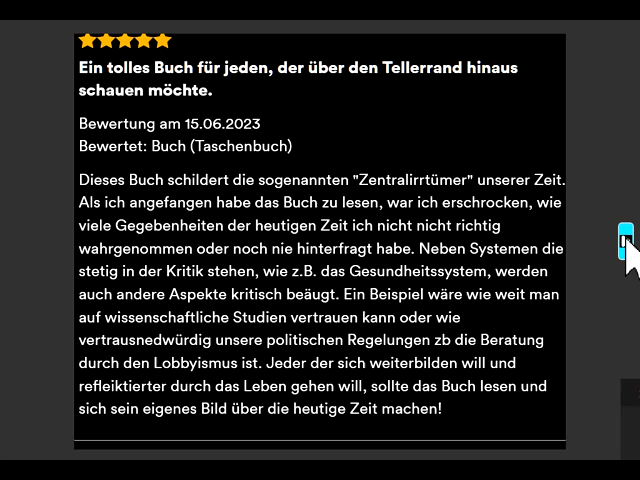 Ein tolles Buch für jeden, der über den Tellerrand hinaus
schauen möchte.
Bewertung am 15.06.2023
Bewertet: Buch (Taschenbuch)
Dieses Buch schildert die sogenannten "Zentralirrtümer" unserer Zeit.
Als ich angefangen habe das Buch zu lesen, war ich erschrocken, wie
viele Gegebenheiten der heutigen Zeit ich nicht nicht richtig
wahrgenommen oder noch nie hinterfragt habe. Neben Systemen die
stetig in der Kritik stehen, wie z.B. das Gesundheitssystem, werden
auch andere Aspekte kritisch beäugt. Ein Beispiel wäre wie weit man
auf wissenschaftliche Studien vertrauen kann oder wie
vertrausnedwürdig unsere politischen Regelungen zb die Beratung
durch den Lobbyismus ist. Jeder der sich weiterbilden will und
refleiktierter durch das Leben gehen will, sollte das Buch lesen und
sich sein eigenes Bild über die heutige Zeit machen!